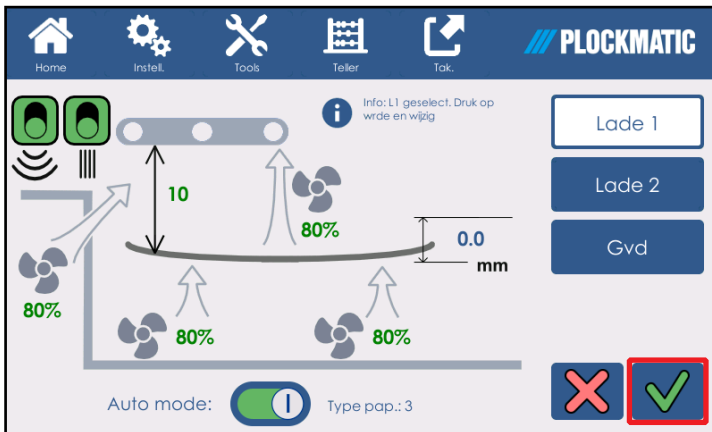 Home
Instell.
Tools
Teller
Tak.
PLOCKMATIC
Info: L1 geselect. Druk op
wrde en wijzig
Lade 1
Lade 2
Gvd
10
80%
0.0
mm
80%
80%
80%
Auto mode:
Type pap.: 3